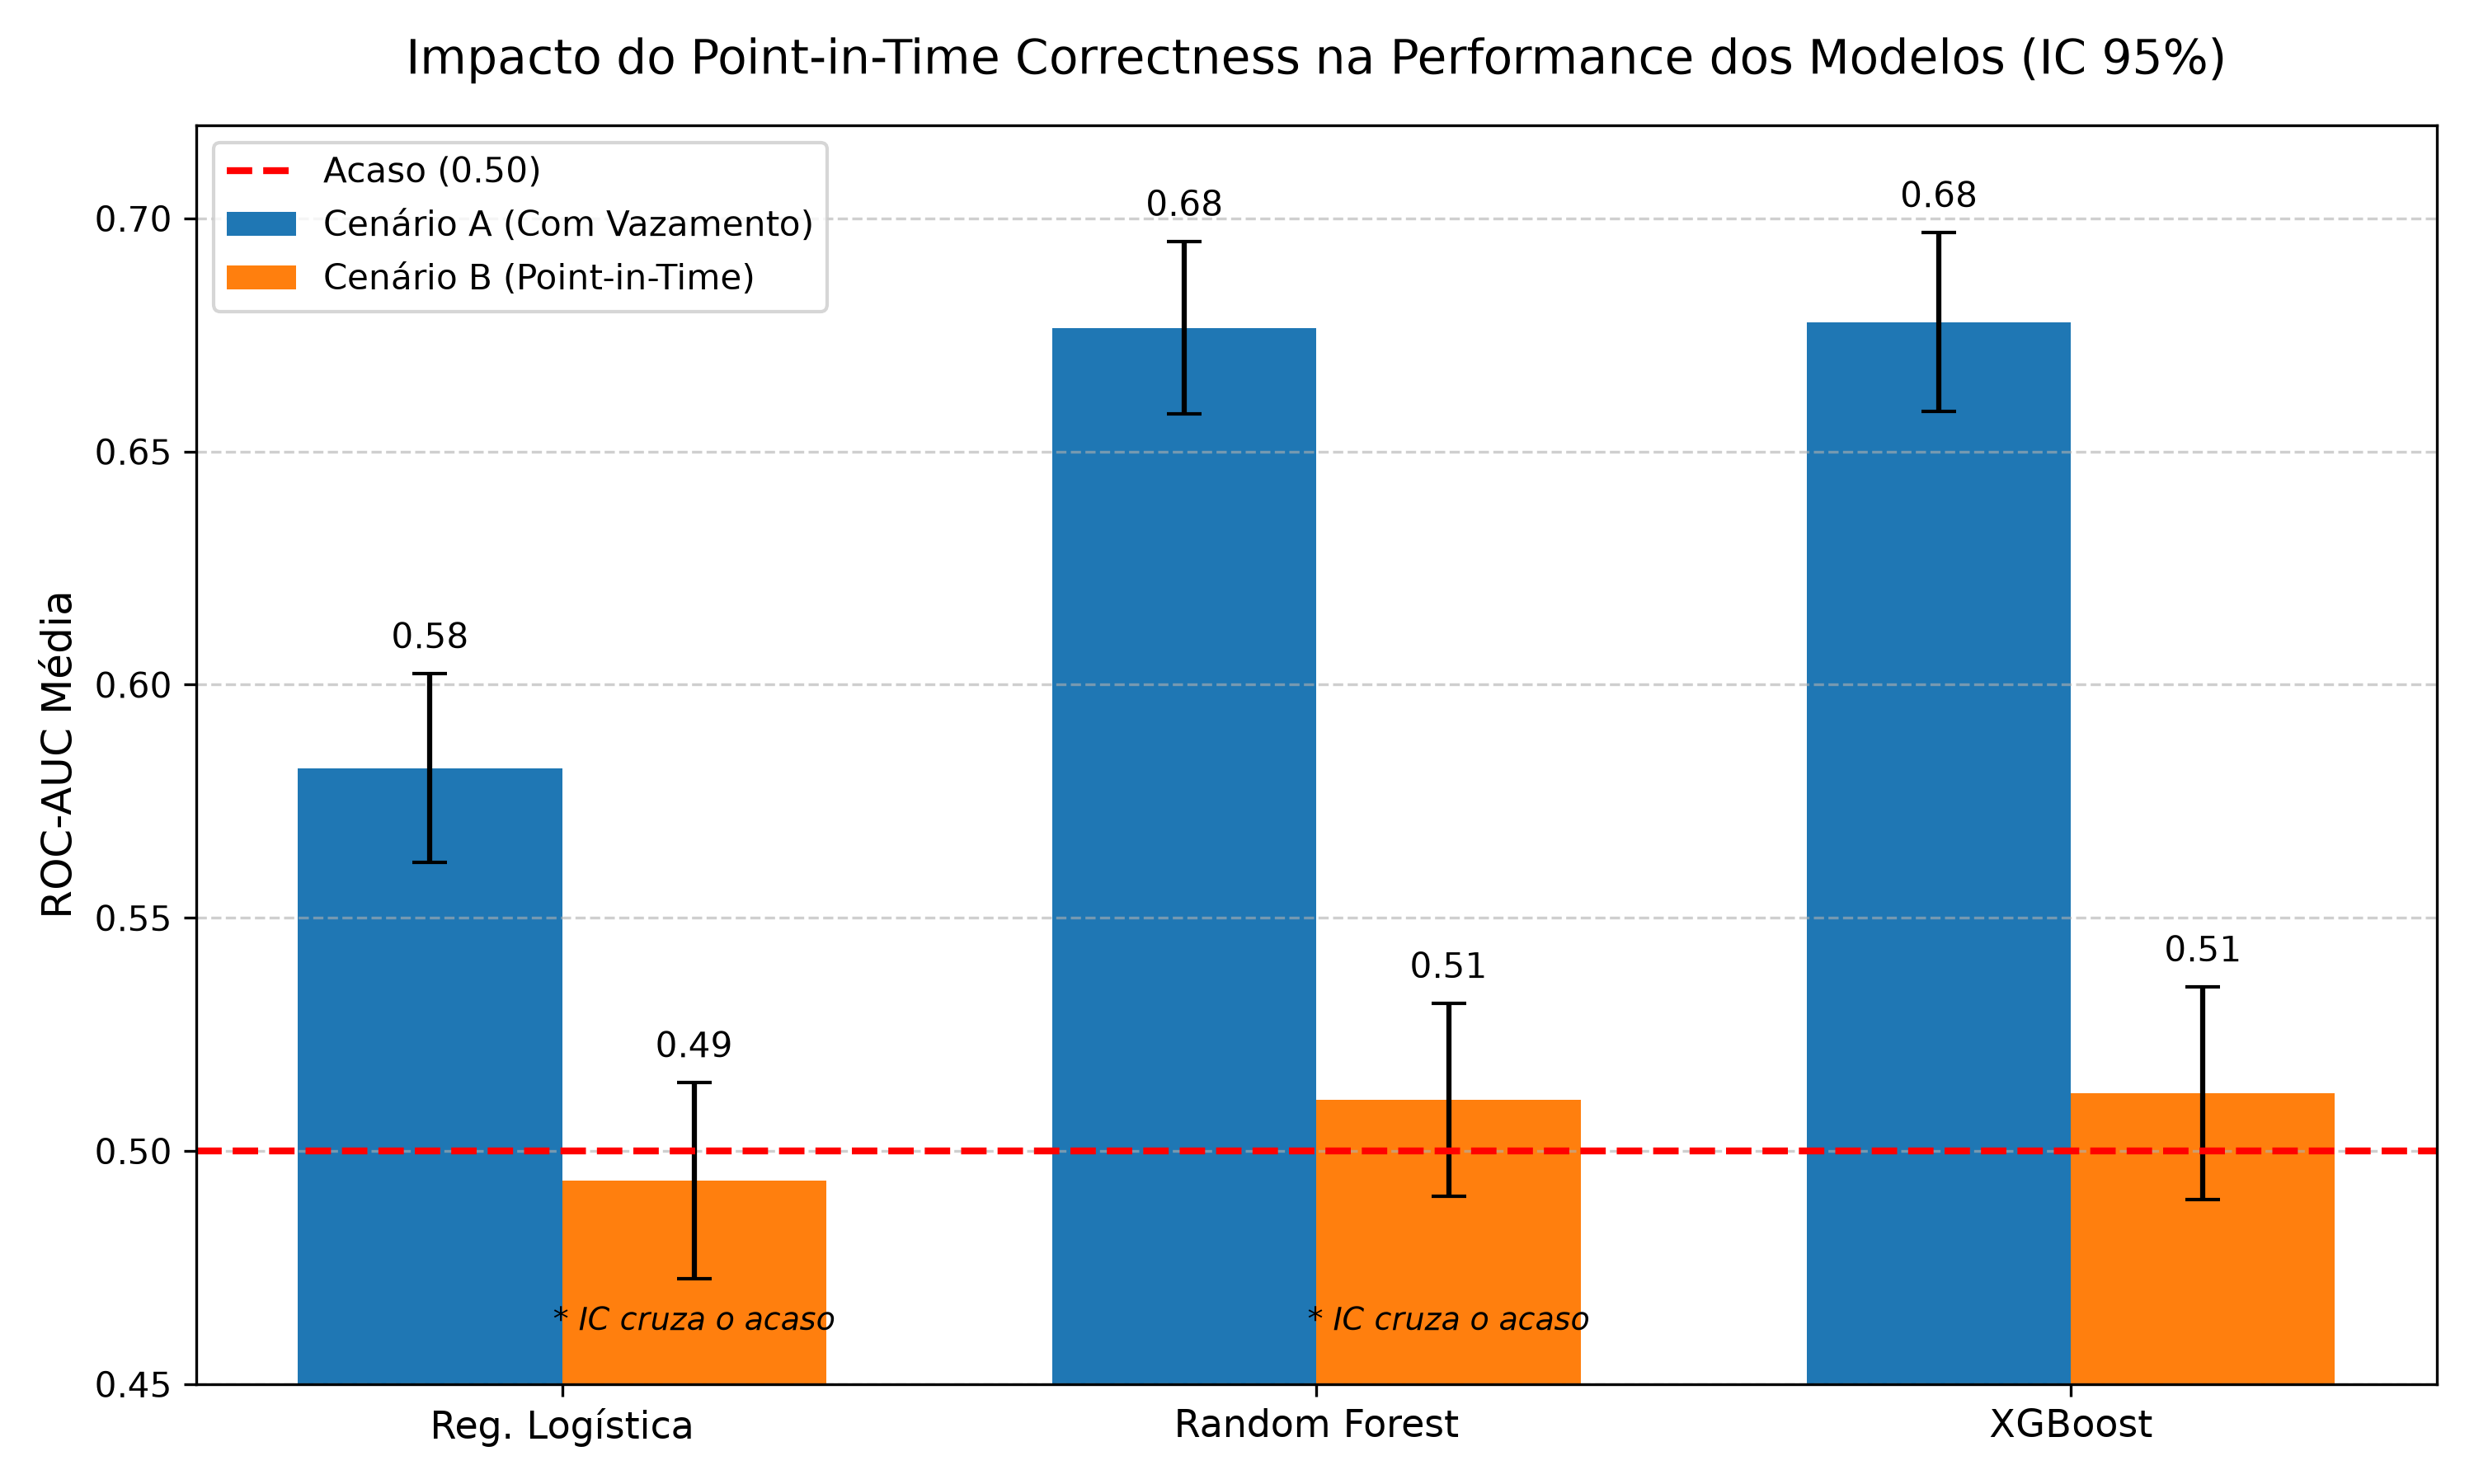 Impacto do Point-in-Time Correctness na Performance dos Modelos (IC 95%)
Acaso (0.50)
Cenário A (Com Vazamento)
Cenário B (Point-in-Time)
ROC-AUC Média
0.70
0.65
0.60
0.55
0.50
0.45
0.58
0.49
0.68
0.51
0.68
0.51
* IC cruza o acaso
* IC cruza o acaso
Reg. Logística
Random Forest
XGBoost